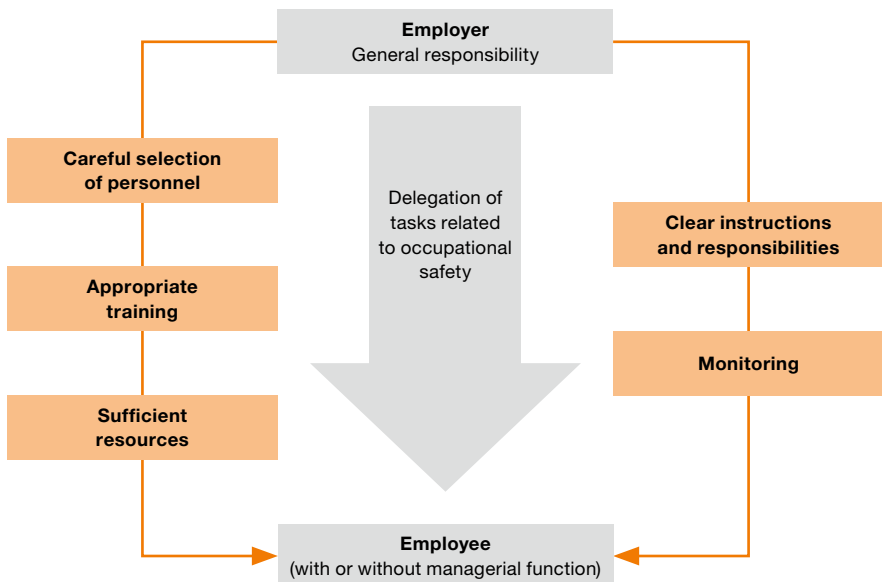 Employer
General responsibility
Careful selection
of personnel
Appropriate
training
Sufficient
resources
Delegation of
tasks related
to occupational
safety
Clear instructions
and responsibilities
Monitoring
Employee
(with or without managerial function)